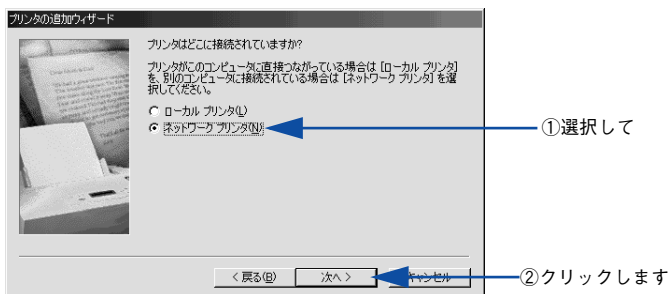 プリンタの追加ウィザード
プリンタはどこに接続されていますか?
プリンタがこのコンピュータに直接つながっている場合は [ローカル プリンタ]
を、別のコンピュータに接続されている場合は [ネットワーク プリンタ] を選
択してください。
ローカル プリンタ(L)
ネットワーク プリンタ(N)
①選択して
< 戻る(B)
次へ >
キャンセル
②クリックします